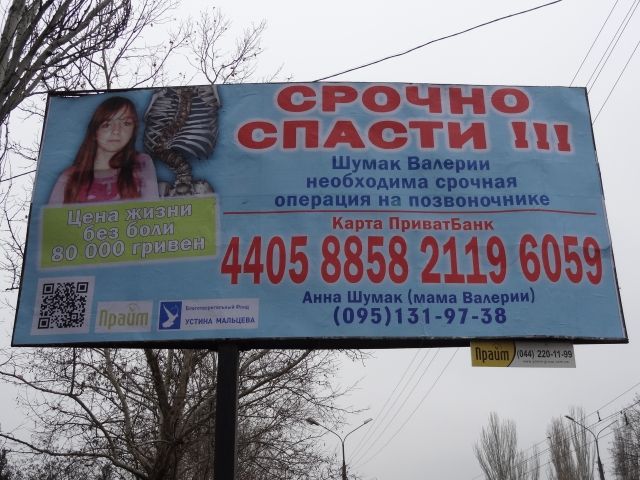 СРОЧНО
СПАСТИ !!!
Шумак Валерии
необходима срочная
операция на позвоночнике
Цена жизни
без боли
80 000 гривен
Карта ПриватБанк
4405 8858 2119 6059
Анна Шумак (мама Валерии)
(095)131-97-38
Прайт
Благотворительный Фонд
УСТИНА МАЛЬЦЕВА
Прайт (044) 220-11-99